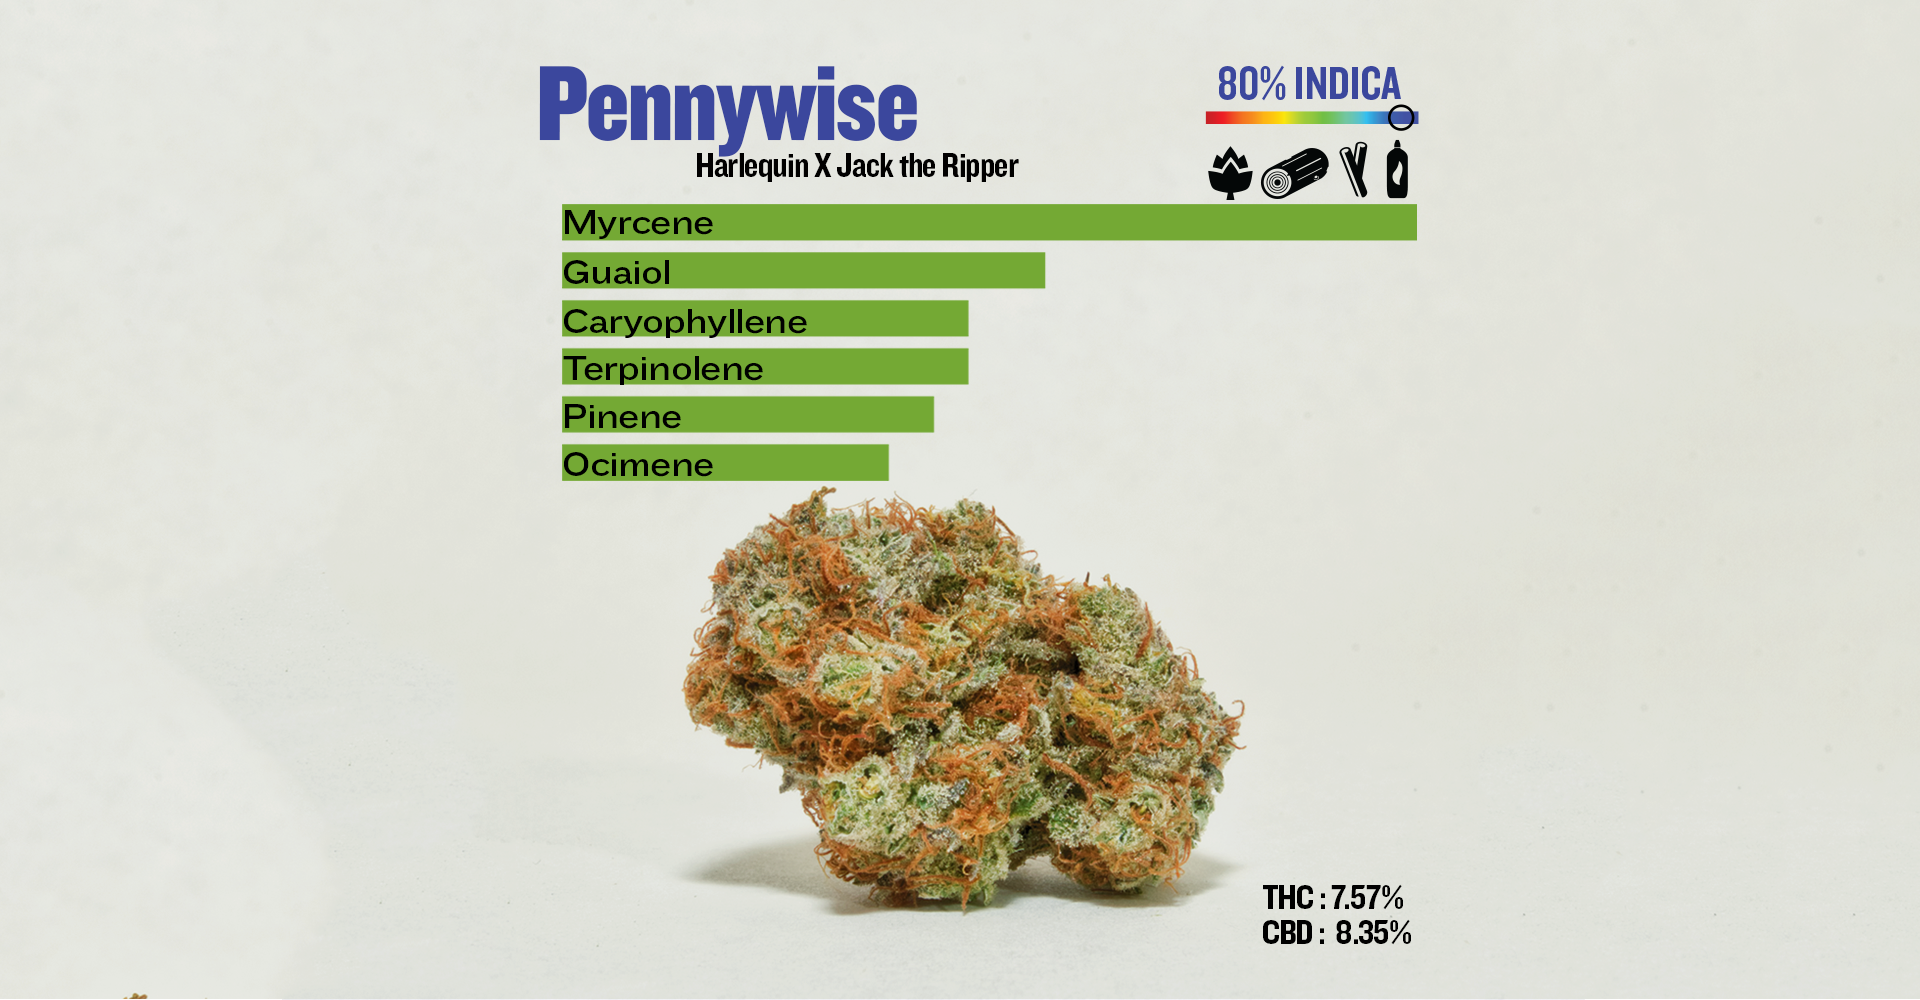 Pennywise
80% INDICA
Harlequin X Jack the Ripper
Myrcene
Guaiol
Caryophyllene
Terpinolene
Pinene
Ocimene
THC : 7.57%
CBD : 8.35%